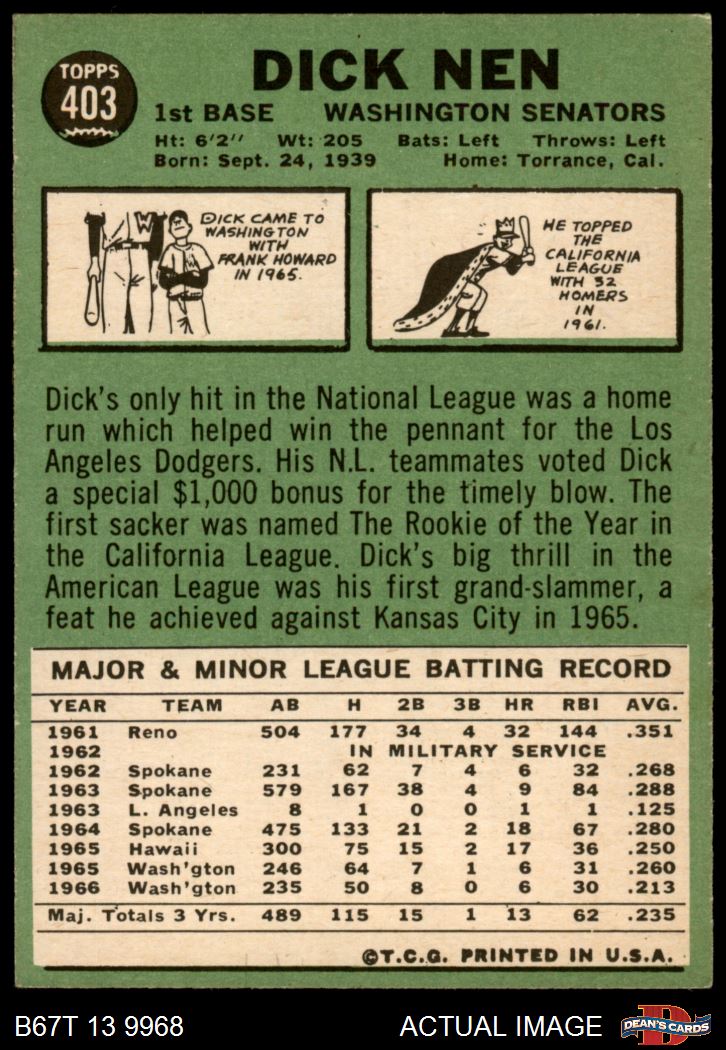 TOPPS
403
DICK NEN
1st BASE WASHINGTON SENATORS
Ht: 6'2" Wt: 205 Bats: Left Throws: Left
Born: Sept. 24, 1939 Home: Torrance, Cal.
DICK CAME TO
WASHINGTON
WITH
FRANK HOWARD
IN 1965.
W
HE TOPPED
THE
CALIFORNIA
LEAGUE
WITH 32
HOMERS
IN
1961.
Dick's only hit in the National League was a home
run which helped win the pennant for the Los
Angeles Dodgers. His N.L. teammates voted Dick
a special $1,000 bonus for the timely blow. The
first sacker was named The Rookie of the Year in
the California League. Dick's big thrill in the
American League was his first grand-slammer, a
feat he achieved against Kansas City in 1965.
MAJOR & MINOR LEAGUE BATTING RECORD
YEAR TEAM AB H 2B 3B HR RBI AVG.
1961 Reno 504 177 34 4 32 144 .351
1962 IN MILITARY SERVICE
1962 Spokane 231 62 7 4 6 32 .268
1963 Spokane 579 167 38 4 9 84 .288
1963 L. Angeles 8 1 0 0 1 1 .125
1964 Spokane 475 133 21 2 18 67 .280
1965 Hawaii 300 75 15 2 17 36 .250
1965 Wash'gton 246 64 7 1 6 31 .260
1966 Wash'gton 235 50 8 0 6 30 .213
Maj. Totals 3 Yrs. 489 115 15 1 13 62 .235
©T.C.G. PRINTED IN U.S.A.
B67T 13 9968 ACTUAL IMAGE
D
DEAN'S CARDS